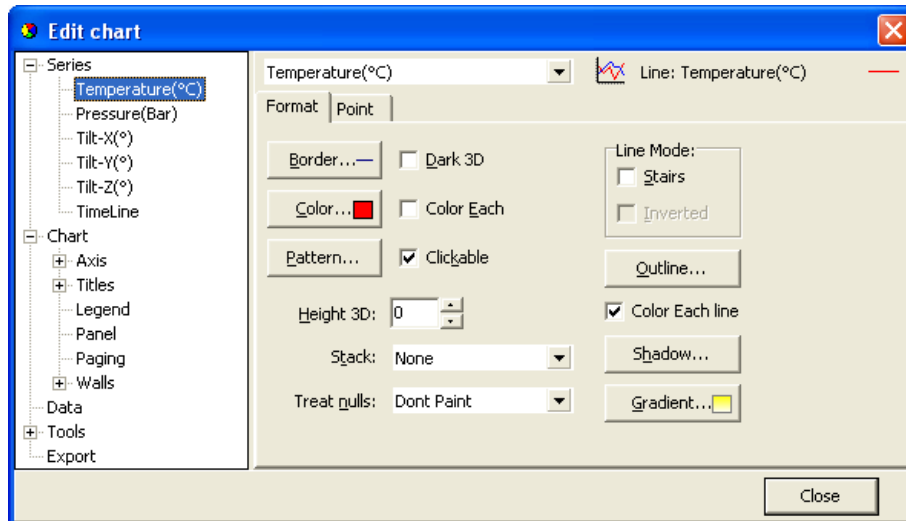 Edit chart
Series
Temperature(°C)
Pressure(Bar)
Tilt-X(°)
Tilt-Y(°)
Tilt-Z(°)
TimeLine
Chart
Axis
Titles
Legend
Panel
Paging
Walls
Data
Tools
Export
Temperature(°C)
Line: Temperature(°C)
Format
Point
Border...
Dark 3D
Color...
Color Each
Pattern...
Clickable
Height 3D:
0
Stack:
None
Treat nulls:
Dont Paint
Line Mode:
Stairs
Inverted
Outline...
Color Each line
Shadow...
Gradient...
Close